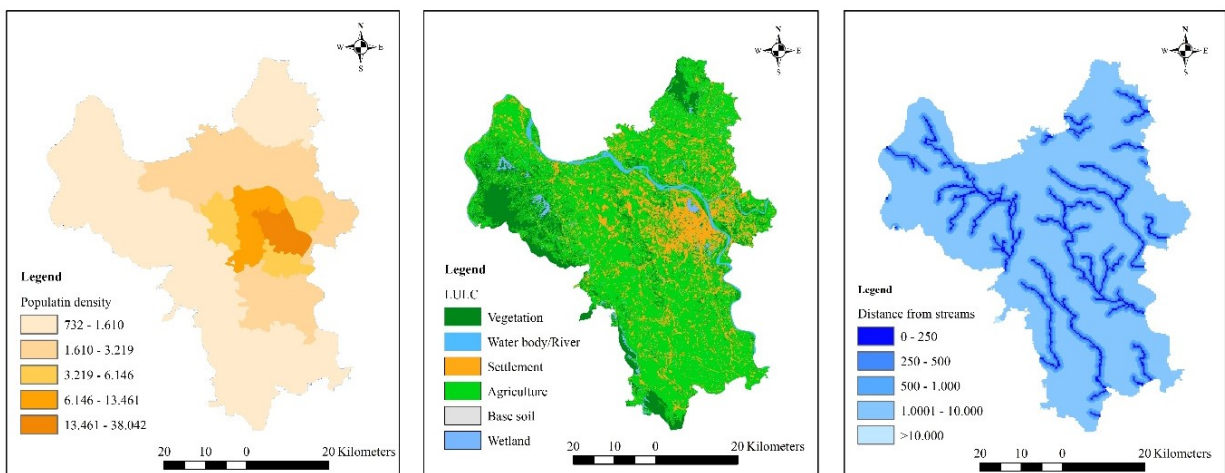 N
W E
S
Legend
Populatin density
732 - 1.610
1.610 - 3.219
3.219 - 6.146
6.146 - 13.461
13.461 - 38.042
20 10 0 20 Kilometers
N
W E
S
Legend
LULC
Vegetation
Water body/River
Settlement
Agriculture
Base soil
Wetland
20 10 0 20 Kilometers
N
W E
S
Legend
Distance from streams
0 - 250
250 - 500
500 - 1.000
1.0001 - 10.000
>10.000
20 10 0 20 Kilometers